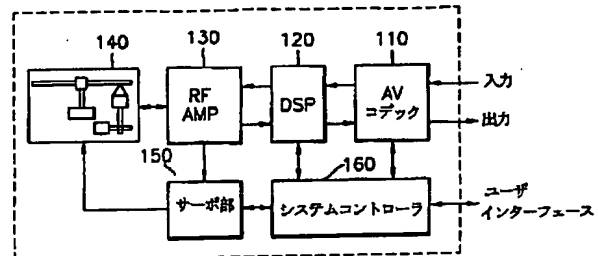 140
130
120
110
RF
AMP
DSP
AV
コデック
入力
出力
150
160
サーボ部
システムコントローラ
ユーザ
インターフェース